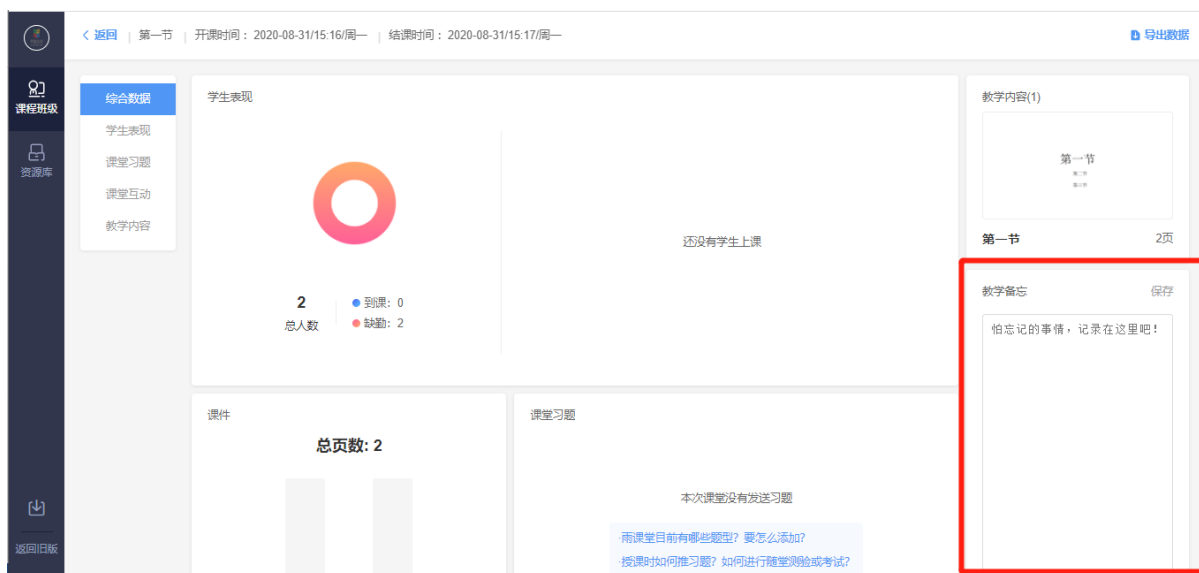 返回 | 第一节 | 开课时间： 2020-08-31/15:16/周一 | 结课时间： 2020-08-31/15:17/周一
导出数据
课程班级
资源库
返回旧版
综合数据
学生表现
课堂习题
课堂互动
教学内容
学生表现
2
总人数
到课： 0
缺勤： 2
还没有学生上课
课件
总页数: 2
课堂习题
本次课堂没有发送习题
·雨课堂目前有哪些题型？要怎么添加?
·授课时如何推习题？如何进行随堂测验或考试?
教学内容(1)
第一节
第二节
第三节
第一节 2页
教学备忘 保存
怕忘记的事情，记录在这里吧！